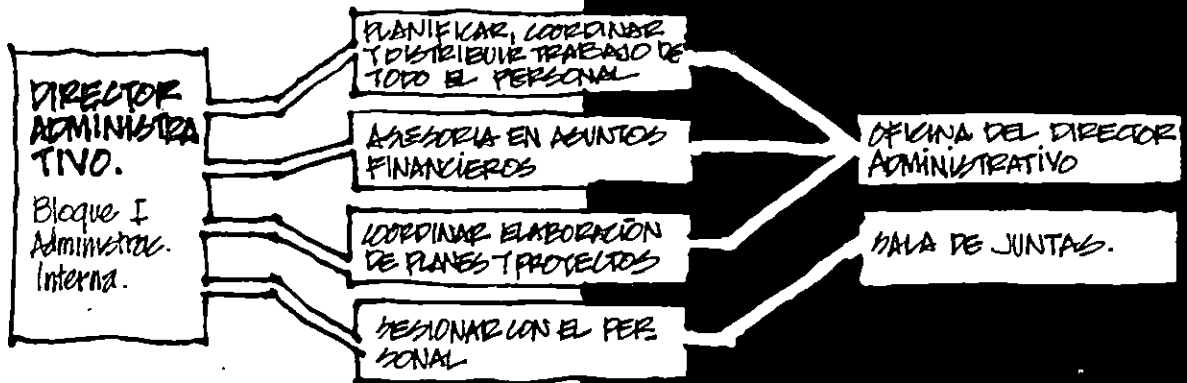 DIRECTOR
ADMINISTRA
TIVO.
Bloque I
Administrac.
Interna.
PLANIFICAR, COORDINAR
Y DISTRIBUIR TRABAJO DE
TODO EL PERSONAL
ASESORIA EN ASUNTOS
FINANCIEROS
COORDINAR ELABORACIÓN
DE PLANES Y PROYECTOS
SESIONAR CON EL PER-
SONAL
OFICINA DEL DIRECTOR
ADMINISTRATIVO
SALA DE JUNTAS.